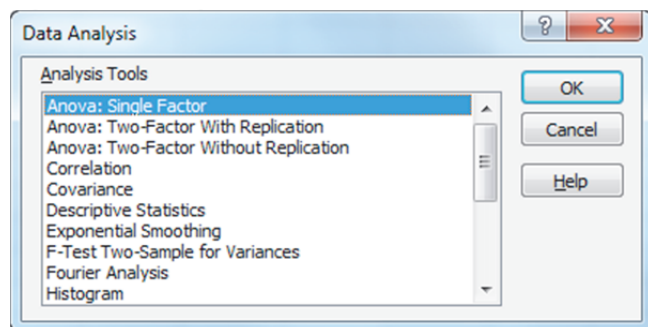 Data Analysis
?
Analysis Tools
Anova: Single Factor
Anova: Two-Factor With Replication
Anova: Two-Factor Without Replication
Correlation
Covariance
Descriptive Statistics
Exponential Smoothing
F-Test Two-Sample for Variances
Fourier Analysis
Histogram
OK
Cancel
Help